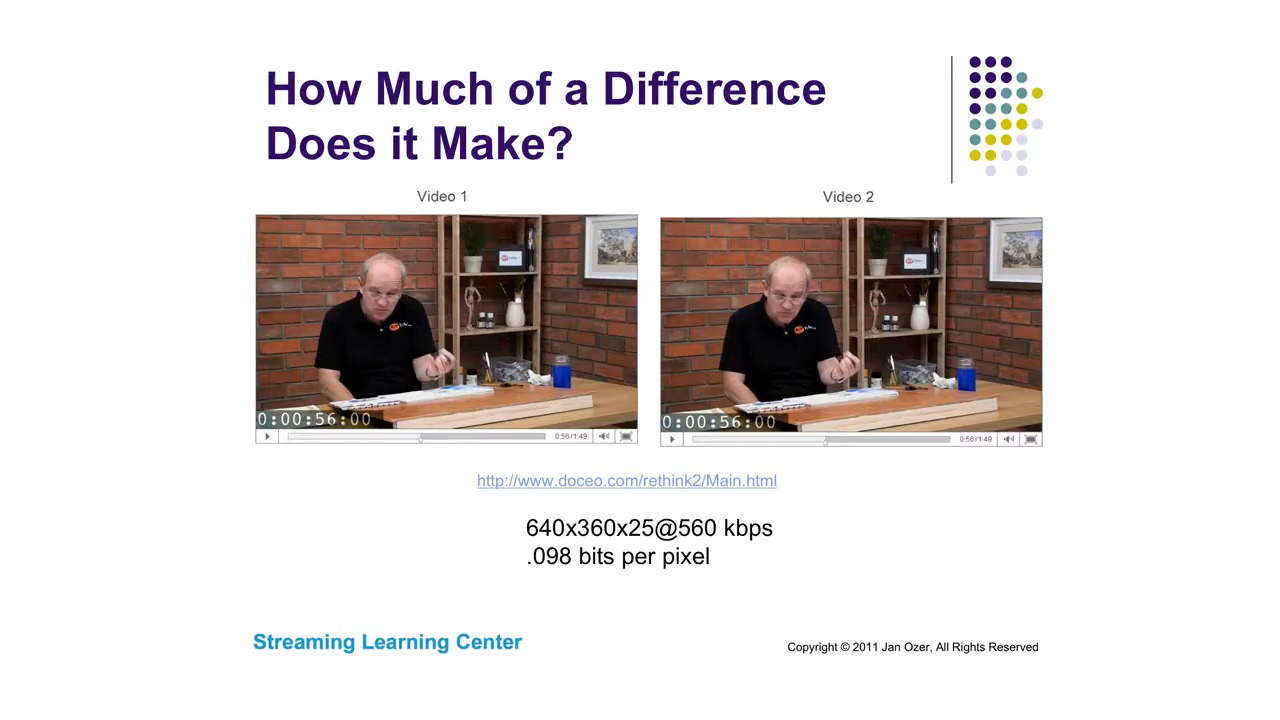 How Much of a Difference
Does it Make?
Video 1
Video 2
0:00:56:00
0:56/1:49
0:00:56:00
0:56/1:49
http://www.doceo.com/rethink2/Main.html
640x360x25@560 kbps
.098 bits per pixel
Streaming Learning Center
Copyright © 2011 Jan Ozer, All Rights Reserved